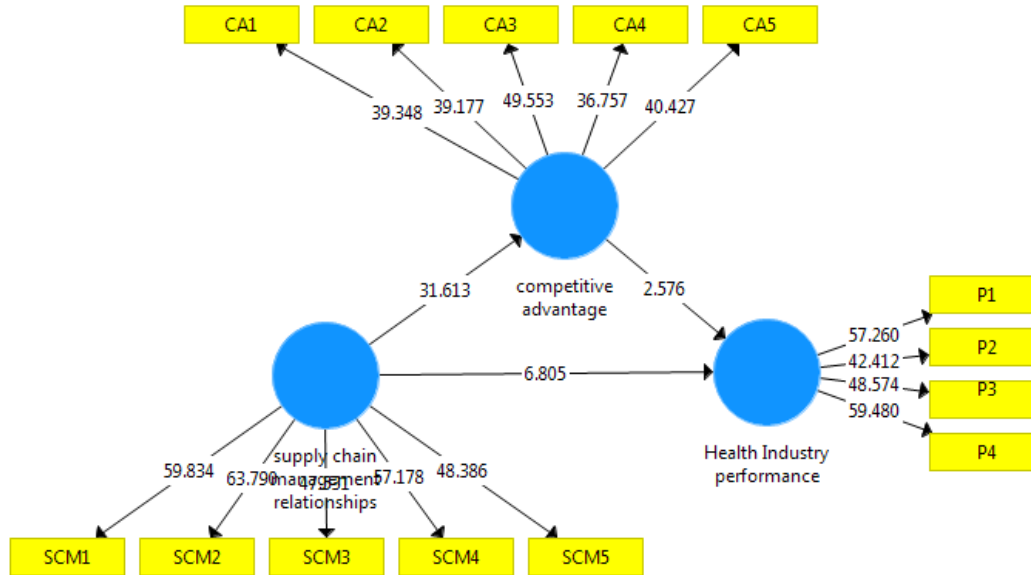 CA1
CA2
CA3
CA4
CA5
39.348
39.177
49.553
36.757
40.427
31.613
competitive
advantage
2.576
P1
P2
P3
P4
57.260
42.412
48.574
59.480
6.805
Health Industry
performance
supply chain
management
relationships
59.834
63.790
57.178
48.386
SCM1
SCM2
SCM3
SCM4
SCM5